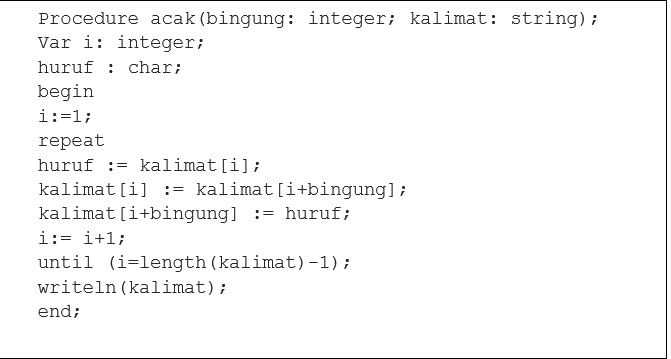 Procedure acak(bingung: integer; kalimat: string);
Var i: integer;
huruf : char;
begin
i:=1;
repeat
huruf := kalimat[i];
kalimat[i] := kalimat[i+bingung];
kalimat[i+bingung] := huruf;
i:= i+1;
until (i=length(kalimat)-1);
writeln(kalimat);
end;